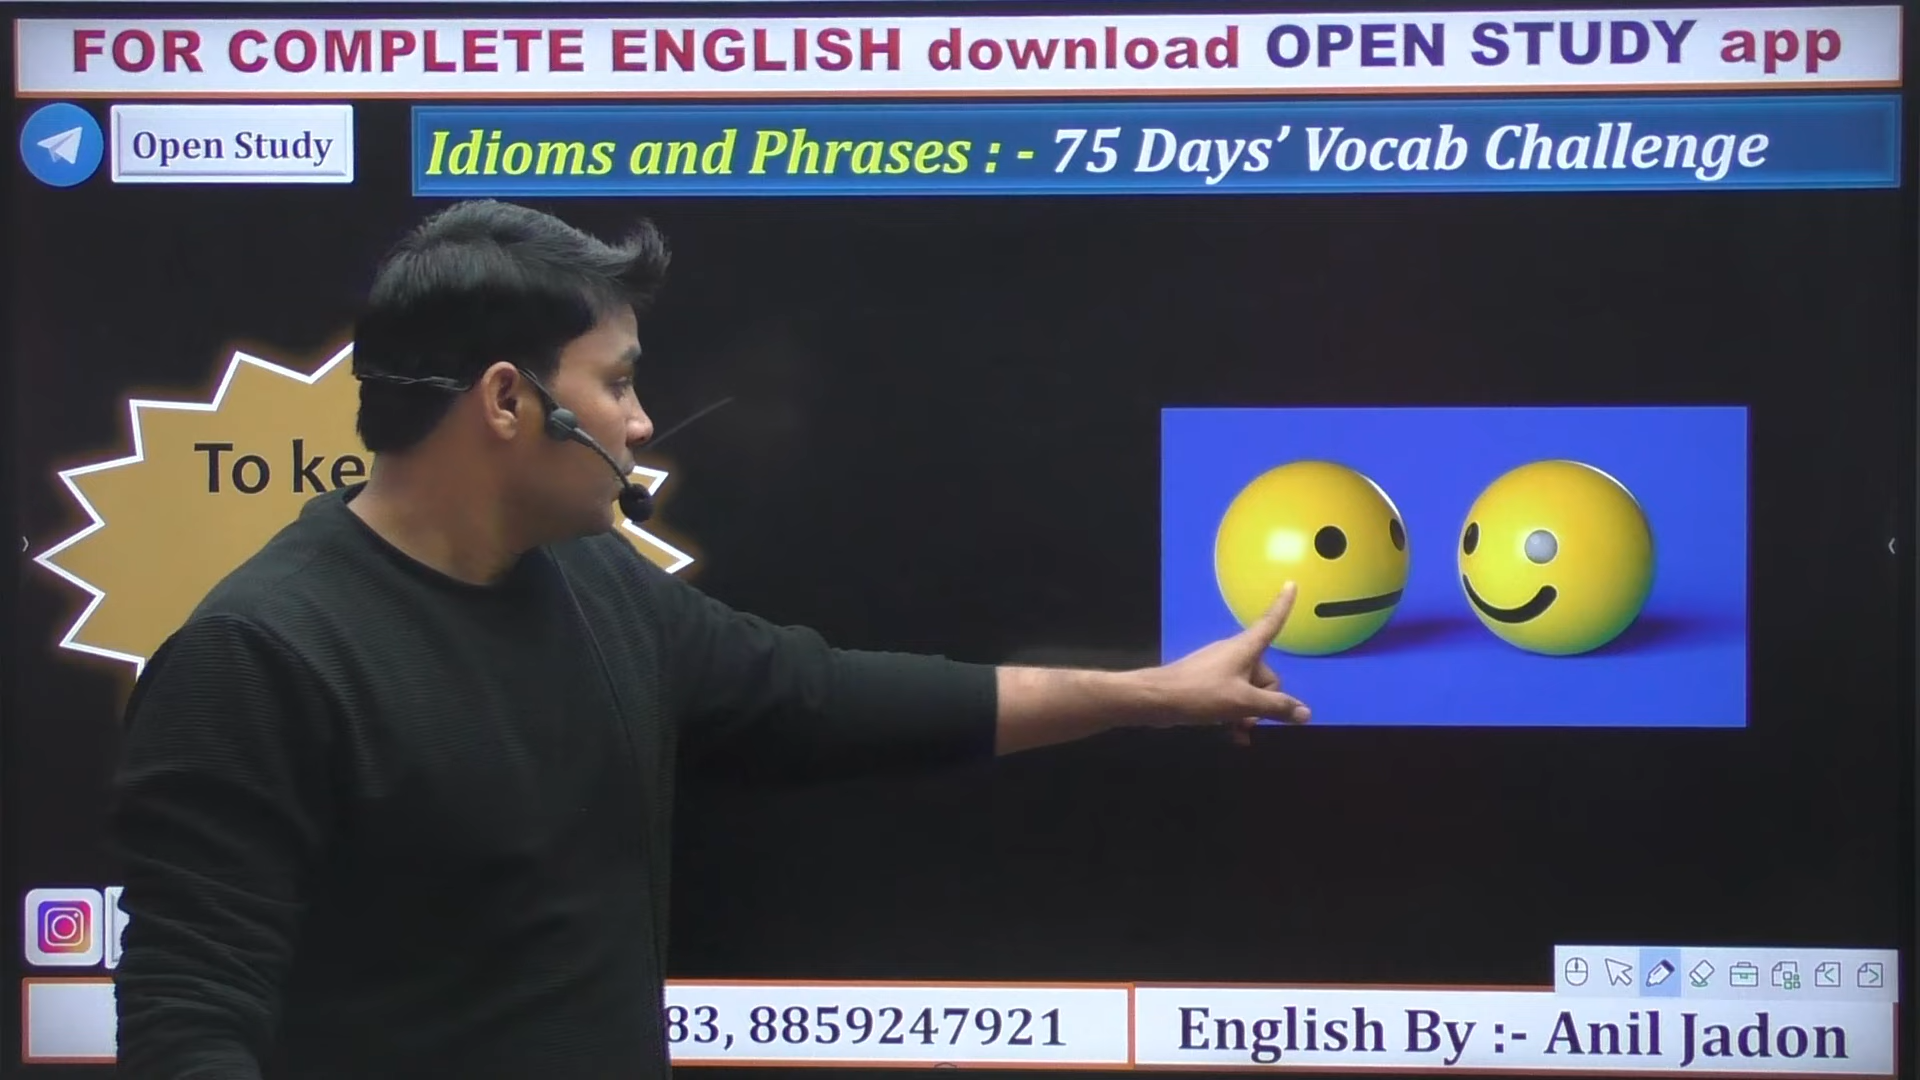 FOR COMPLETE ENGLISH download OPEN STUDY app
Open Study
Idioms and Phrases : - 75 Days’ Vocab Challenge
To ke
83, 8859247921
English By :- Anil Jadon